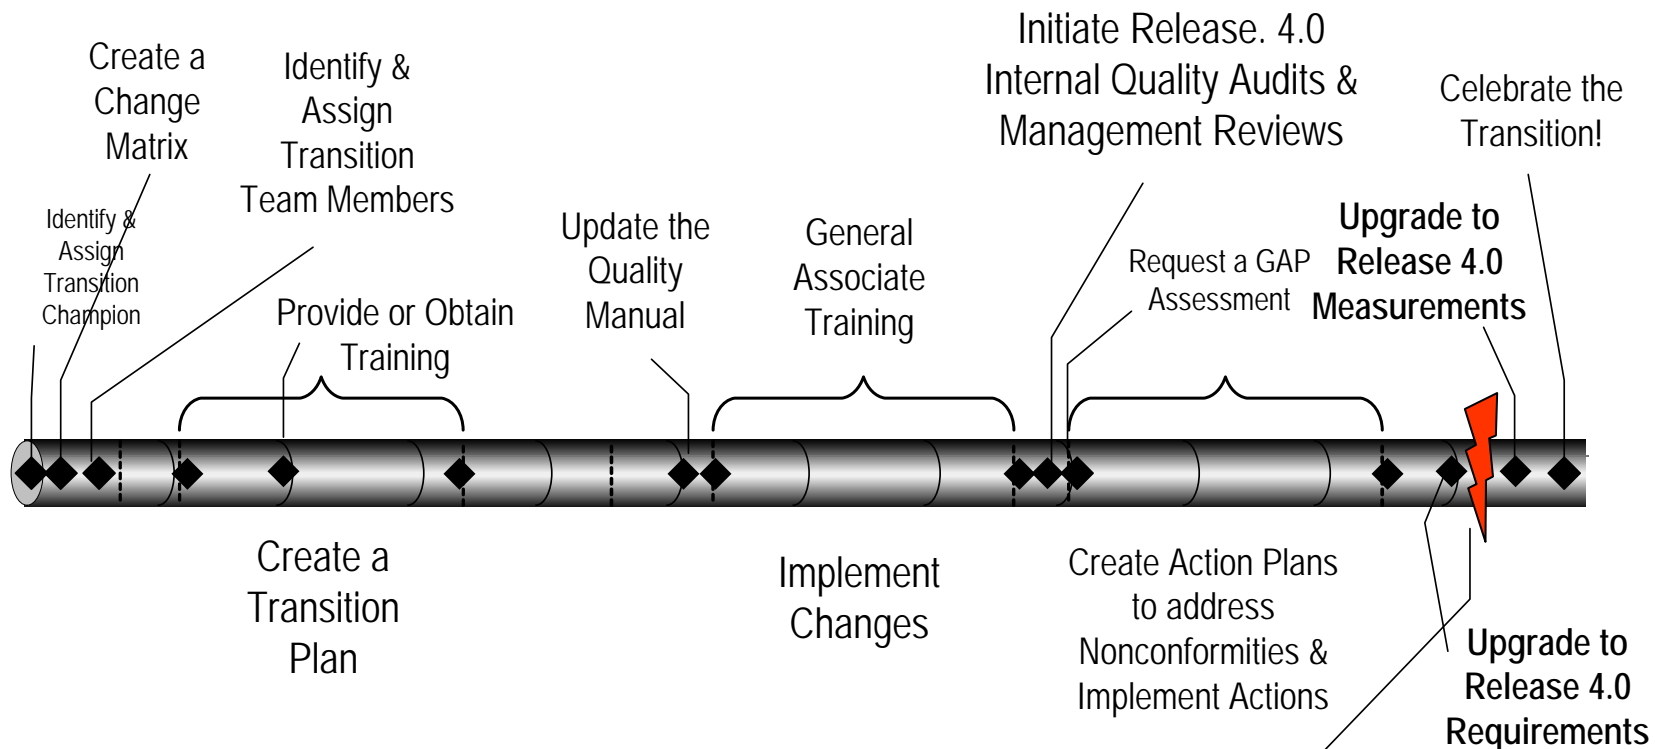 Create a
Change
Matrix
Identify &
Assign
Transition
Team Members
Initiate Release. 4.0
Internal Quality Audits &
Management Reviews
Celebrate the
Transition!
Identify &
Assign
Transition
Champion
Provide or Obtain
Training
Update the
Quality
Manual
General
Associate
Training
Request a GAP
Assessment
Upgrade to
Release 4.0
Measurements
Create a
Transition
Plan
Implement
Changes
Create Action Plans
to address
Nonconformities &
Implement Actions
Upgrade to
Release 4.0
Requirements